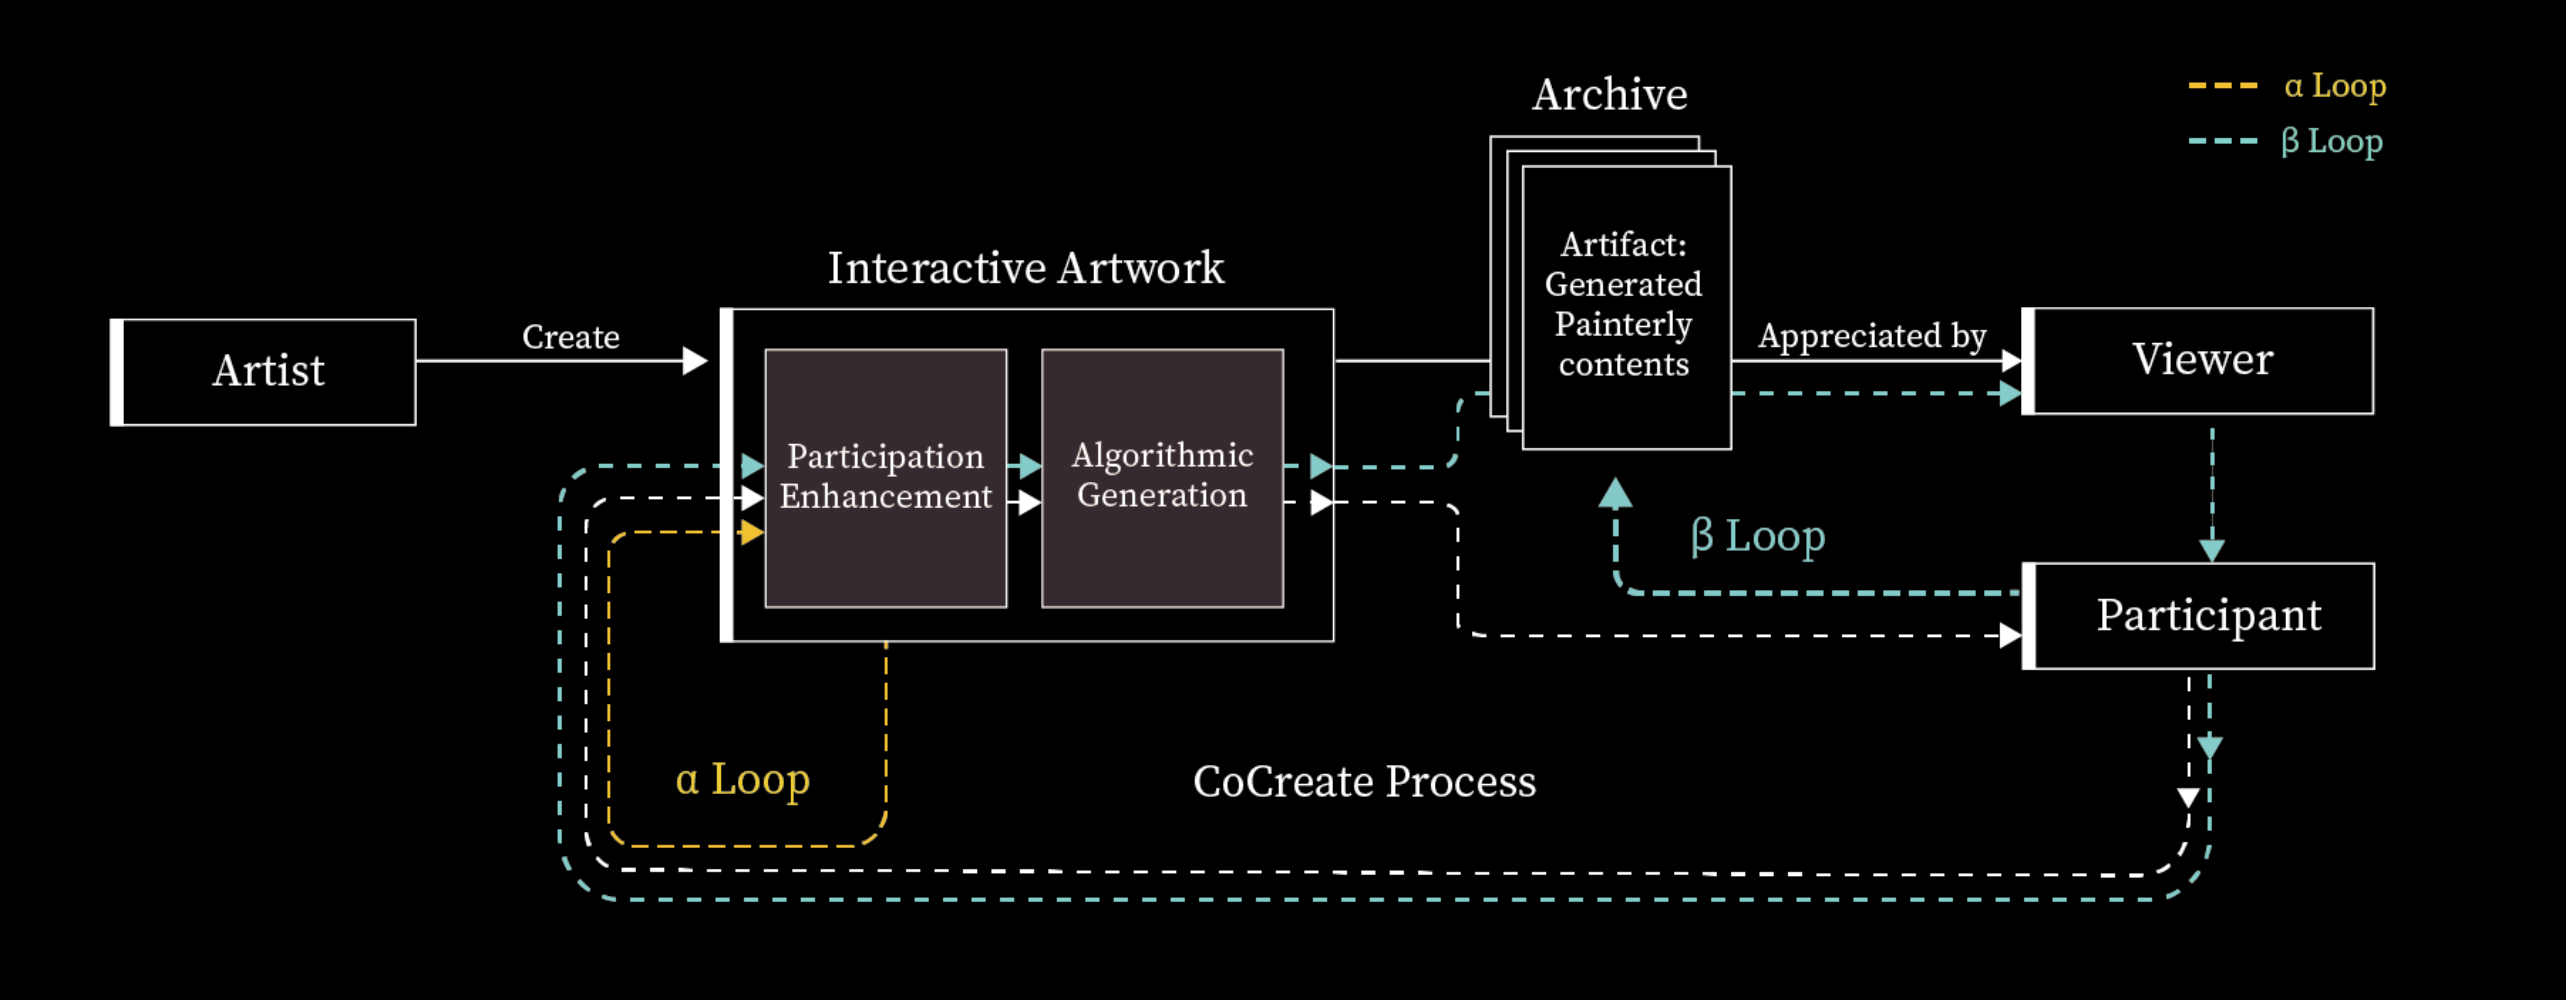 Archive
α Loop
β Loop
Artifact:
Generated
Painterly
contents
Interactive Artwork
Artist
Create
Appreciated by
Viewer
Participation
Enhancement
Algorithmic
Generation
β Loop
Participant
α Loop
CoCreate Process